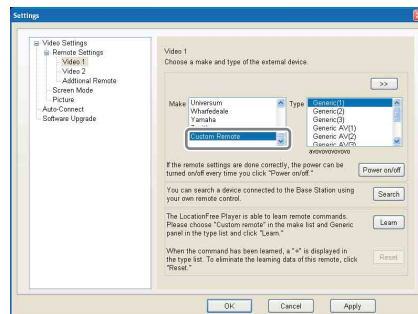 Settings
Video Settings
Remote Settings
Video 1
Video 2
Addtional Remote
Screen Mode
Picture
Auto-Connect
Software Upgrade
Video 1
Choose a make and type of the external device.
>>
Make
Universum
Wharfedale
Yamaha
Custom Remote
Type
Generic(1)
Generic(2)
Generic(3)
Generic AV(1)
Generic AV(2)
Generic AV(3)
If the remote settings are done correctly, the power can be
turned on/off every time you click "Power on/off."
Power on/off
You can search a device connected to the Base Station using
your own remote control.
Search
The LocationFree Player is able to learn remote commands.
Please choose "Custom remote" in the make list and Generic
panel in the type list and click "Learn."
Learn
When the command has been learned, a "+" is displayed in
the type list. To eliminate the learning data of this remote, click
"Reset."
Reset
OK
Cancel
Apply